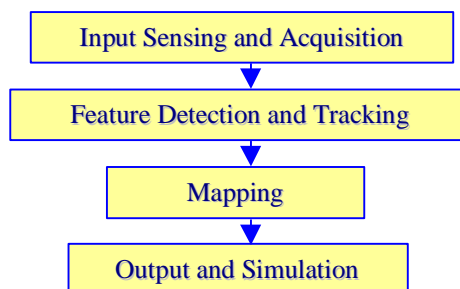 Input Sensing and Acquisition
Feature Detection and Tracking
Mapping
Output and Simulation